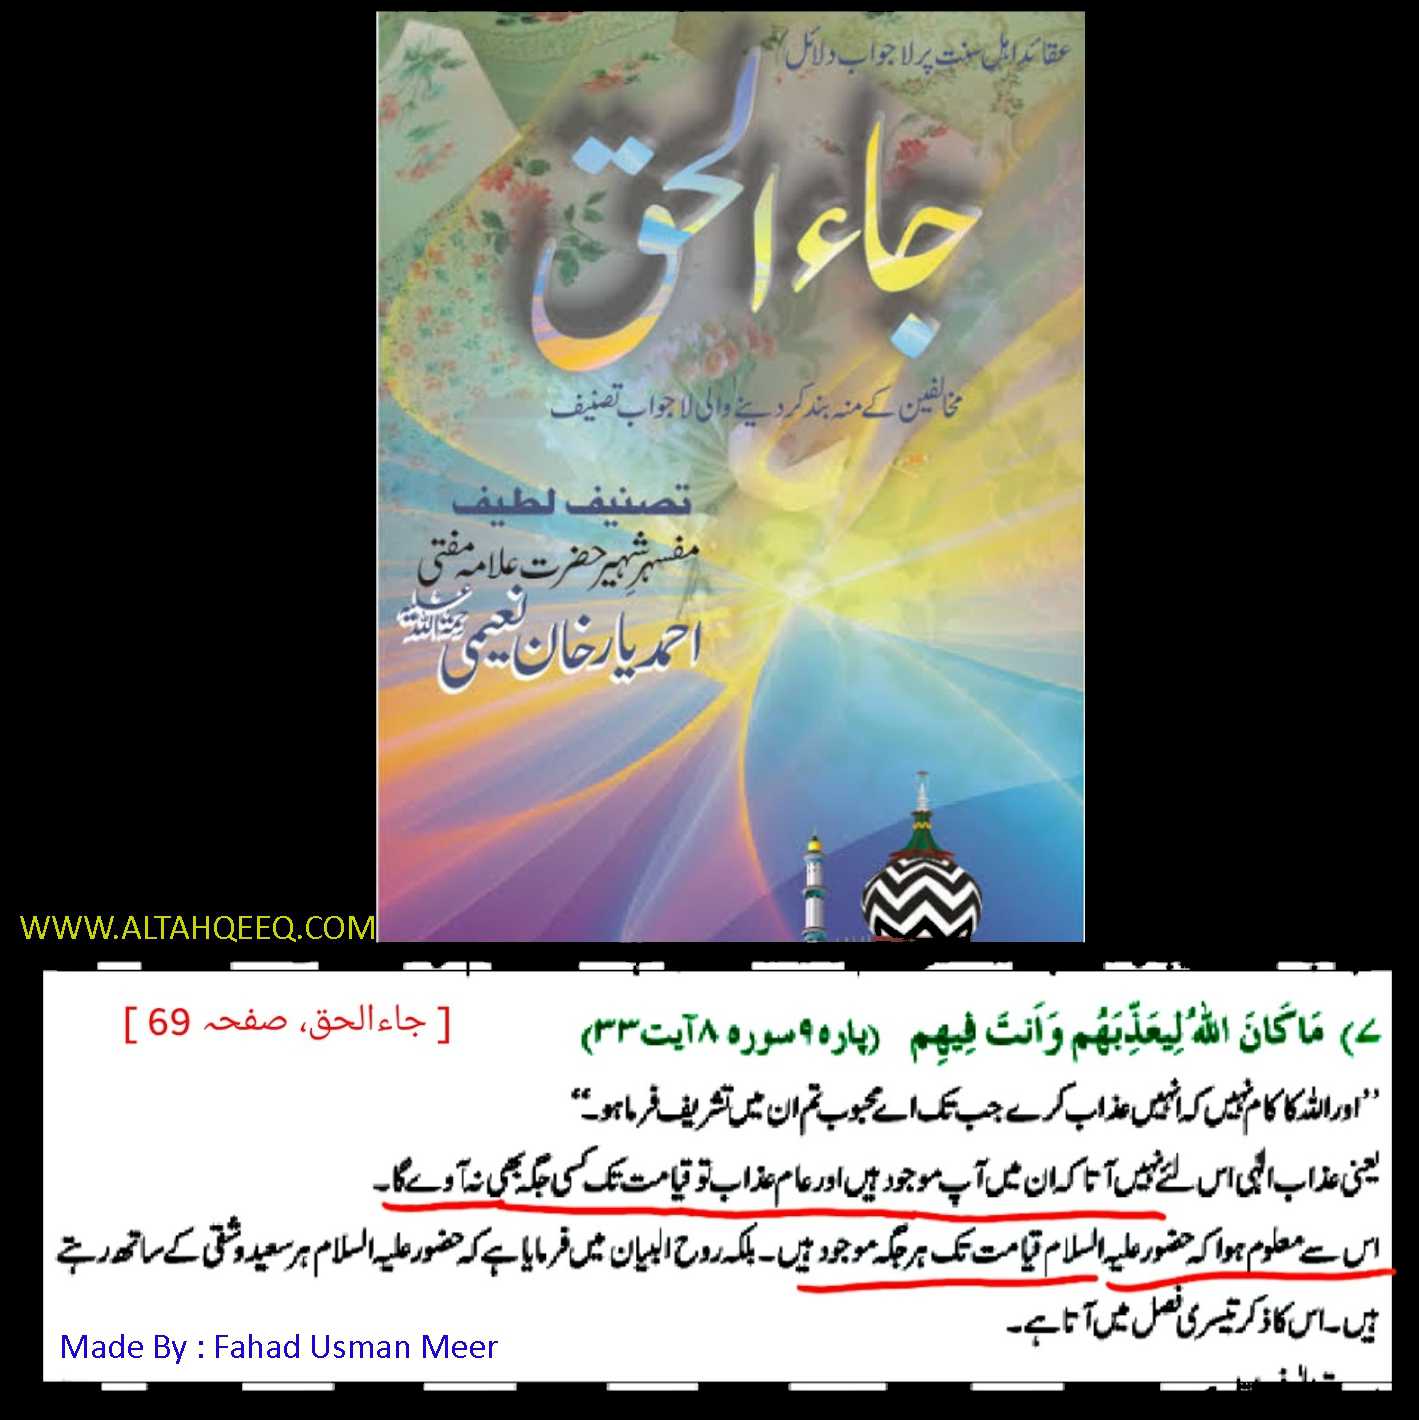 عقائد اہل سنت پر لاجواب دلائل
جاء الحق
مخالفین کے منہ بند کر دینے والی لاجواب تصنیف
تصنیف لطیف
مفسر شہیر حضرت علامہ مفتی
احمد یار خان نعیمی رحمۃ اللہ علیہ
WWW.ALTAHQEEQ.COM
۷) مَا كَانَ اللّٰهُ لِيُعَذِّبَهُم وَاَنتَ فِيهِم (پارہ ۹ سورہ ۸ آیت ۳۳) [ جاءالحق، صفحہ 69 ]
”اور اللہ کا کام نہیں کہ انہیں عذاب کرے جب تک اے محبوب تم ان میں تشریف فرما ہو۔“
یعنی عذاب الٰہی اس لئے نہیں آتا کہ ان میں آپ موجود ہیں اور عام عذاب تو قیامت تک کسی جگہ بھی نہ آوے گا۔
اس سے معلوم ہوا کہ حضور علیہ السلام قیامت تک ہر جگہ موجود ہیں۔ بلکہ روح البیان میں فرمایا ہے کہ حضور علیہ السلام ہر سعید و شقی کے ساتھ رہتے
ہیں۔ اس کا ذکر تیسری فصل میں آتا ہے۔
Made By : Fahad Usman Meer